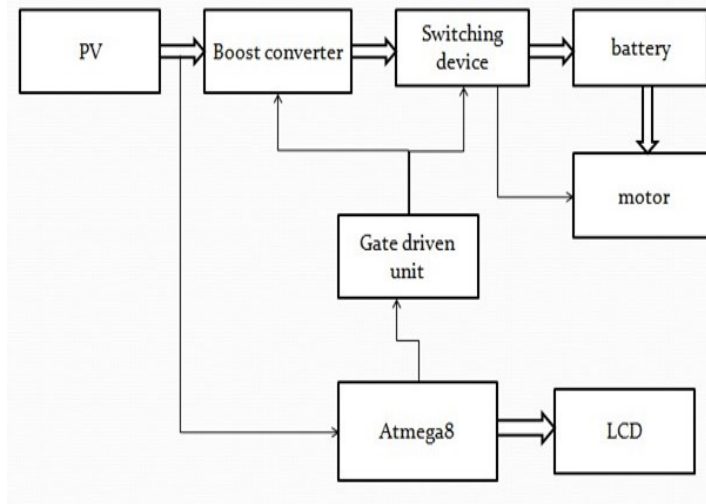 PV
Boost converter
Switching
device
battery
motor
Gate driven
unit
Atmega8
LCD